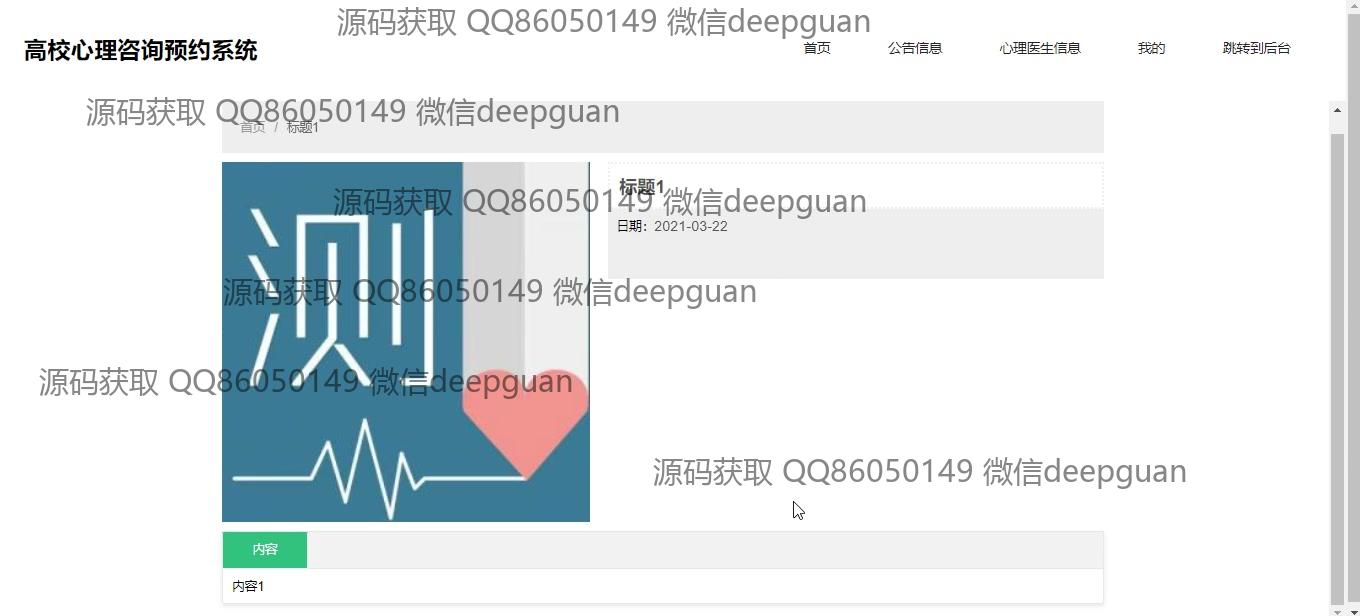 源码获取 QQ86050149 微信deepguan
高校心理咨询预约系统
首页 公告信息 心理医生信息 我的 跳转到后台
源码获取 QQ86050149 微信deepguan
首页 / 标题1
标题1
源码获取 QQ86050149 微信deepguan
日期：2021-03-22
测
源码获取 QQ86050149 微信deepguan
源码获取 QQ86050149 微信deepguan
源码获取 QQ86050149 微信deepguan
内容
内容1